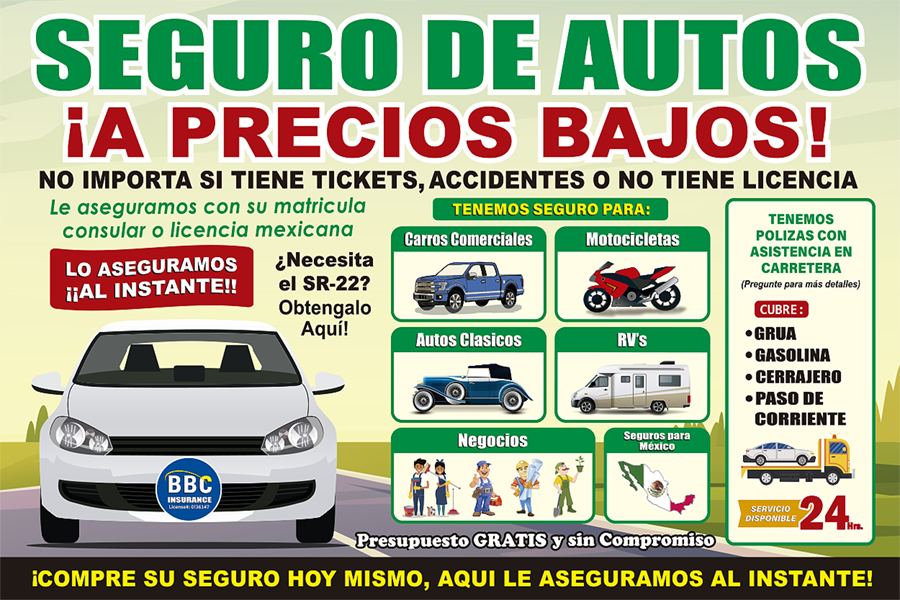 SEGURO DE AUTOS
¡A PRECIOS BAJOS!
NO IMPORTA SI TIENE TICKETS, ACCIDENTES O NO TIENE LICENCIA
Le aseguramos con su matricula
consular o licencia mexicana
LO ASEGURAMOS
¡¡AL INSTANTE!!
¿Necesita
el SR-22?
Obtengalo
Aquí!
TENEMOS SEGURO PARA:
Carros Comerciales
Motocicletas
Autos Clasicos
RV's
Negocios
Seguros para
México
TENEMOS
POLIZAS CON
ASISTENCIA EN
CARRETERA
(Pregunte para más detalles)
CUBRE:
•GRUA
•GASOLINA
•CERRAJERO
•PASO DE
CORRIENTE
SERVICIO
DISPONIBLE
24Hrs.
BBC
INSURANCE
License#: 0I36147
Presupuesto GRATIS y sin Compromiso
¡COMPRE SU SEGURO HOY MISMO, AQUI LE ASEGURAMOS AL INSTANTE!